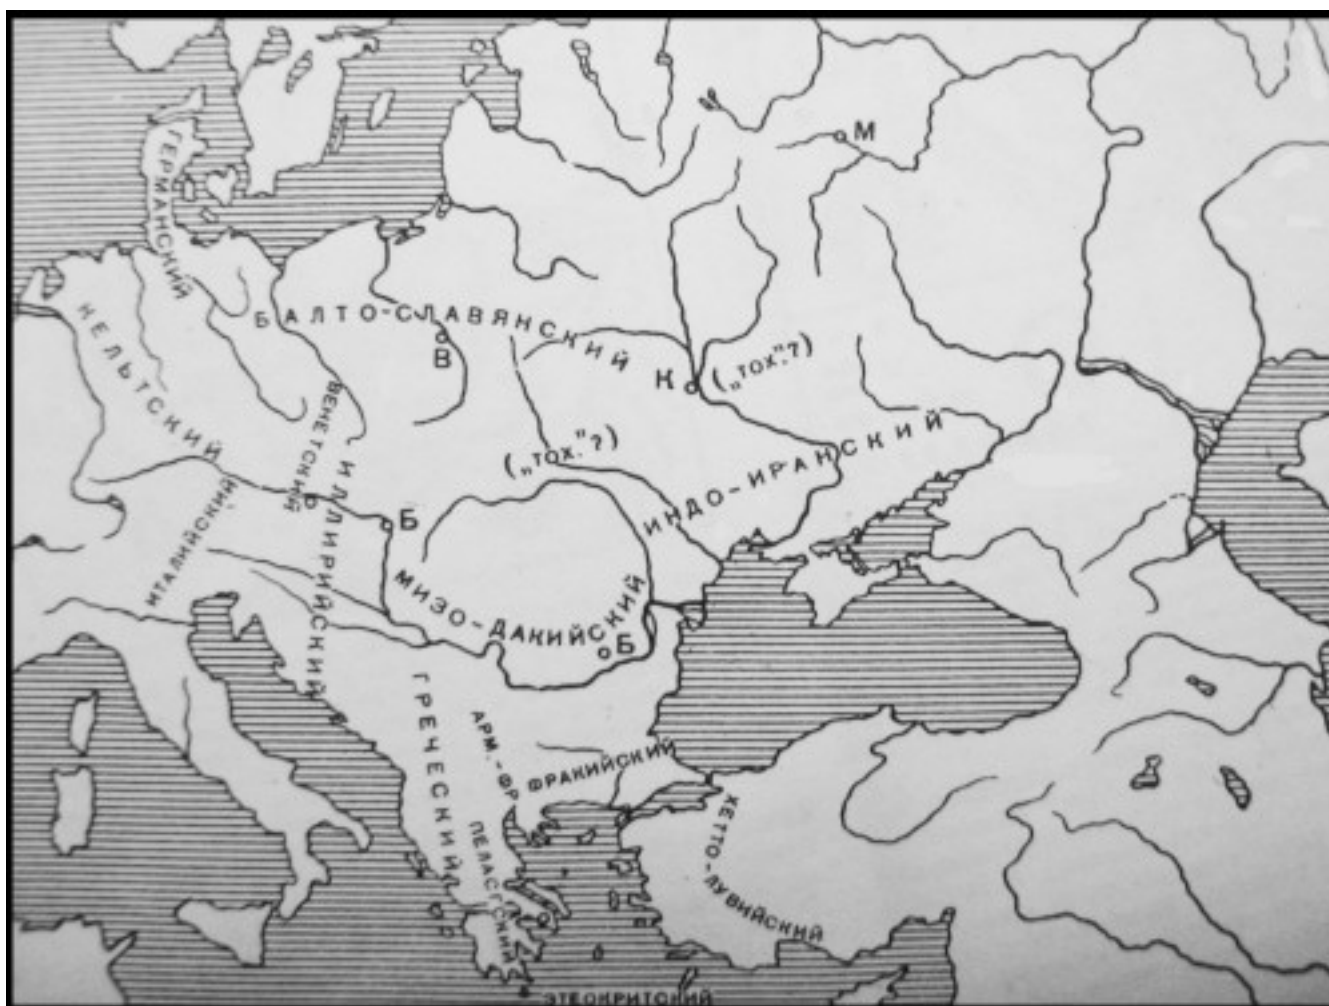 М
ГЕРМАНСКИЙ
КЕЛЬТСКИЙ
БАЛТО-СЛАВЯНСКИЙ
В
К
(„ТОХ."?)
ВЕНЕТСКИЙ
(„ТОХ."?)
ИНДО-ИРАНСКИЙ
ИТАЛИЙСКИЙ
ИЛЛИРИЙСКИЙ
Б
МИЗО-ДАКИЙСКИЙ
Б
ГРЕЧЕСКИЙ
АРМ.-ФР
ФРАКИЙСКИЙ
ПЕЛАСГСКИЙ
ХЕТТО-ЛУВИЙСКИЙ
ЭТЕОКРИТСКИЙ